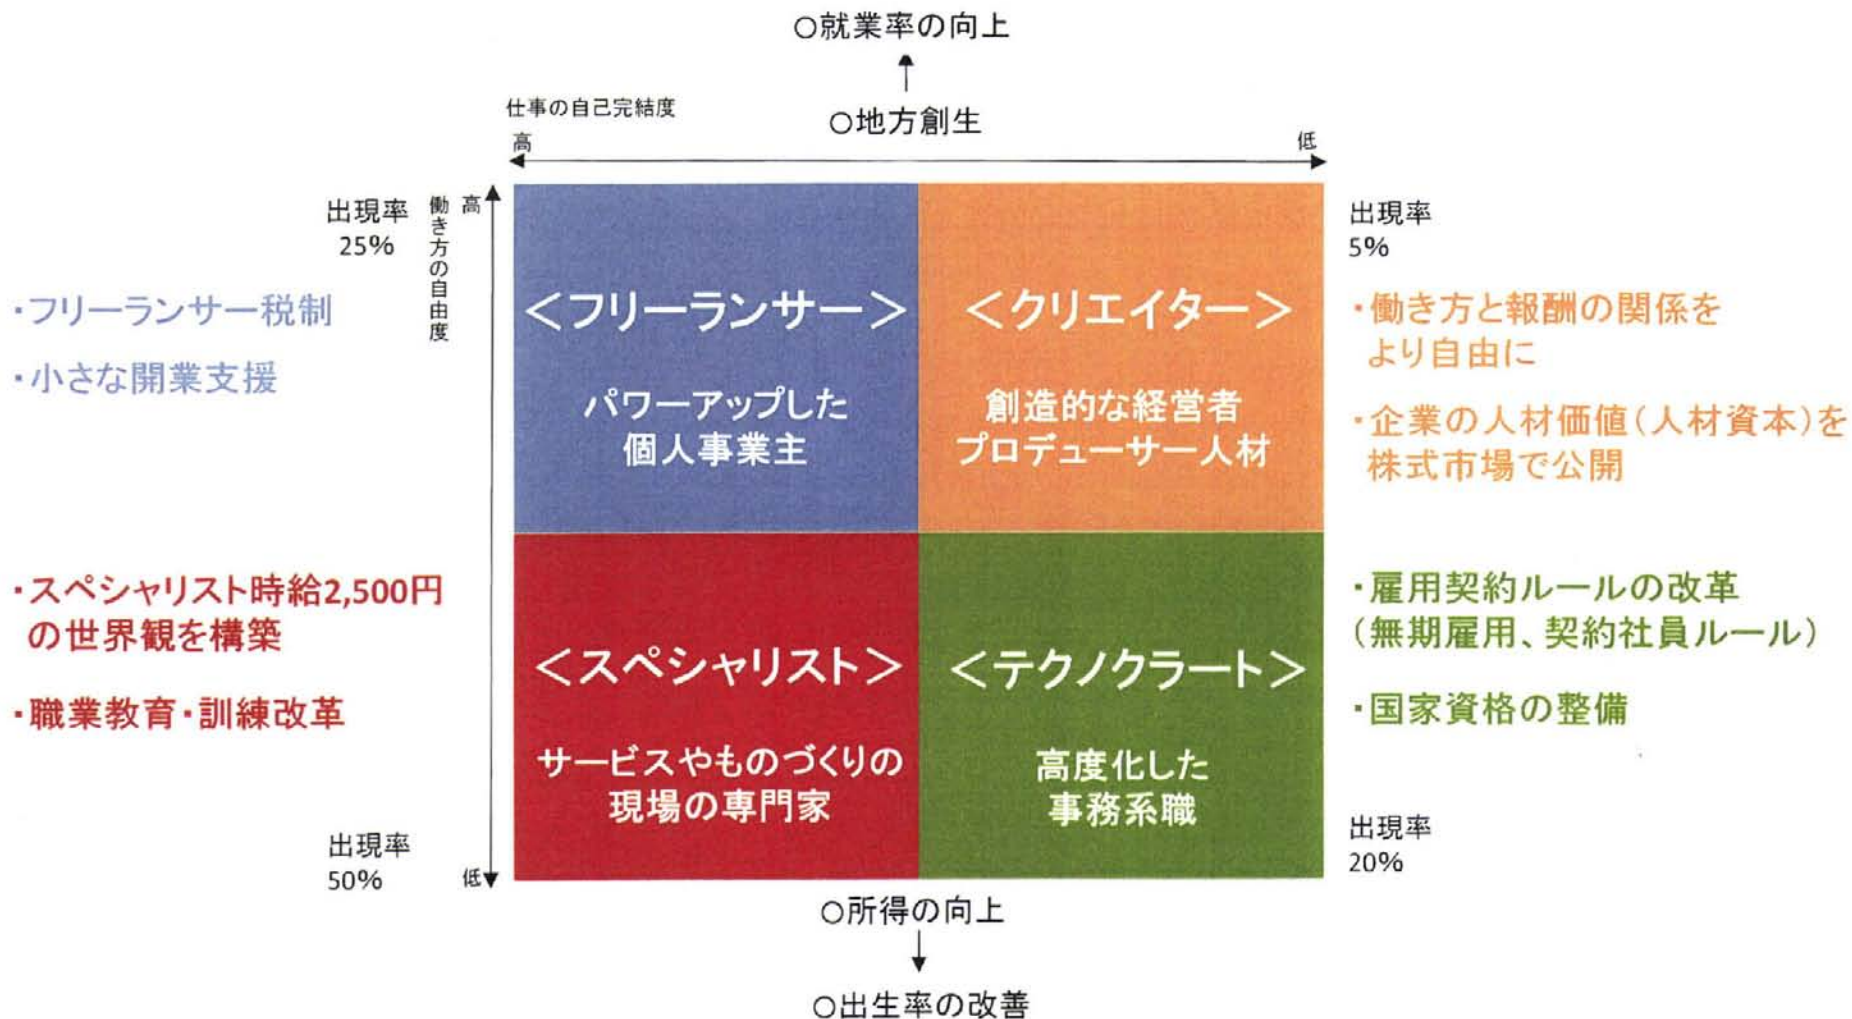 ○就業率の向上
○地方創生
仕事の自己完結度
高
低
働き方の自由度
高
低
出現率
25%
・フリーランサー税制
・小さな開業支援
＜フリーランサー＞
パワーアップした
個人事業主
＜クリエイター＞
創造的な経営者
プロデューサー人材
出現率
5%
・働き方と報酬の関係を
より自由に
・企業の人材価値（人材資本）を
株式市場で公開
・スペシャリスト時給2,500円
の世界観を構築
・職業教育・訓練改革
出現率
50%
＜スペシャリスト＞
サービスやものづくりの
現場の専門家
＜テクノクラート＞
高度化した
事務系職
・雇用契約ルールの改革
（無期雇用、契約社員ルール）
・国家資格の整備
出現率
20%
○所得の向上
○出生率の改善